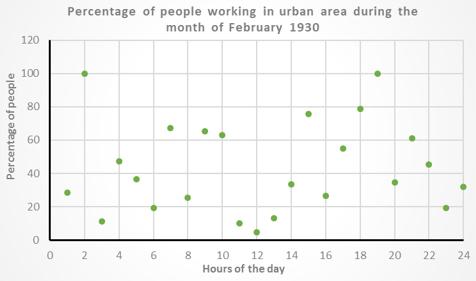 Percentage of people working in urban area during the
month of February 1930
120
100
80
60
40
20
0
Percentage of people
0 2 4 6 8 10 12 14 16 18 20 22 24
Hours of the day